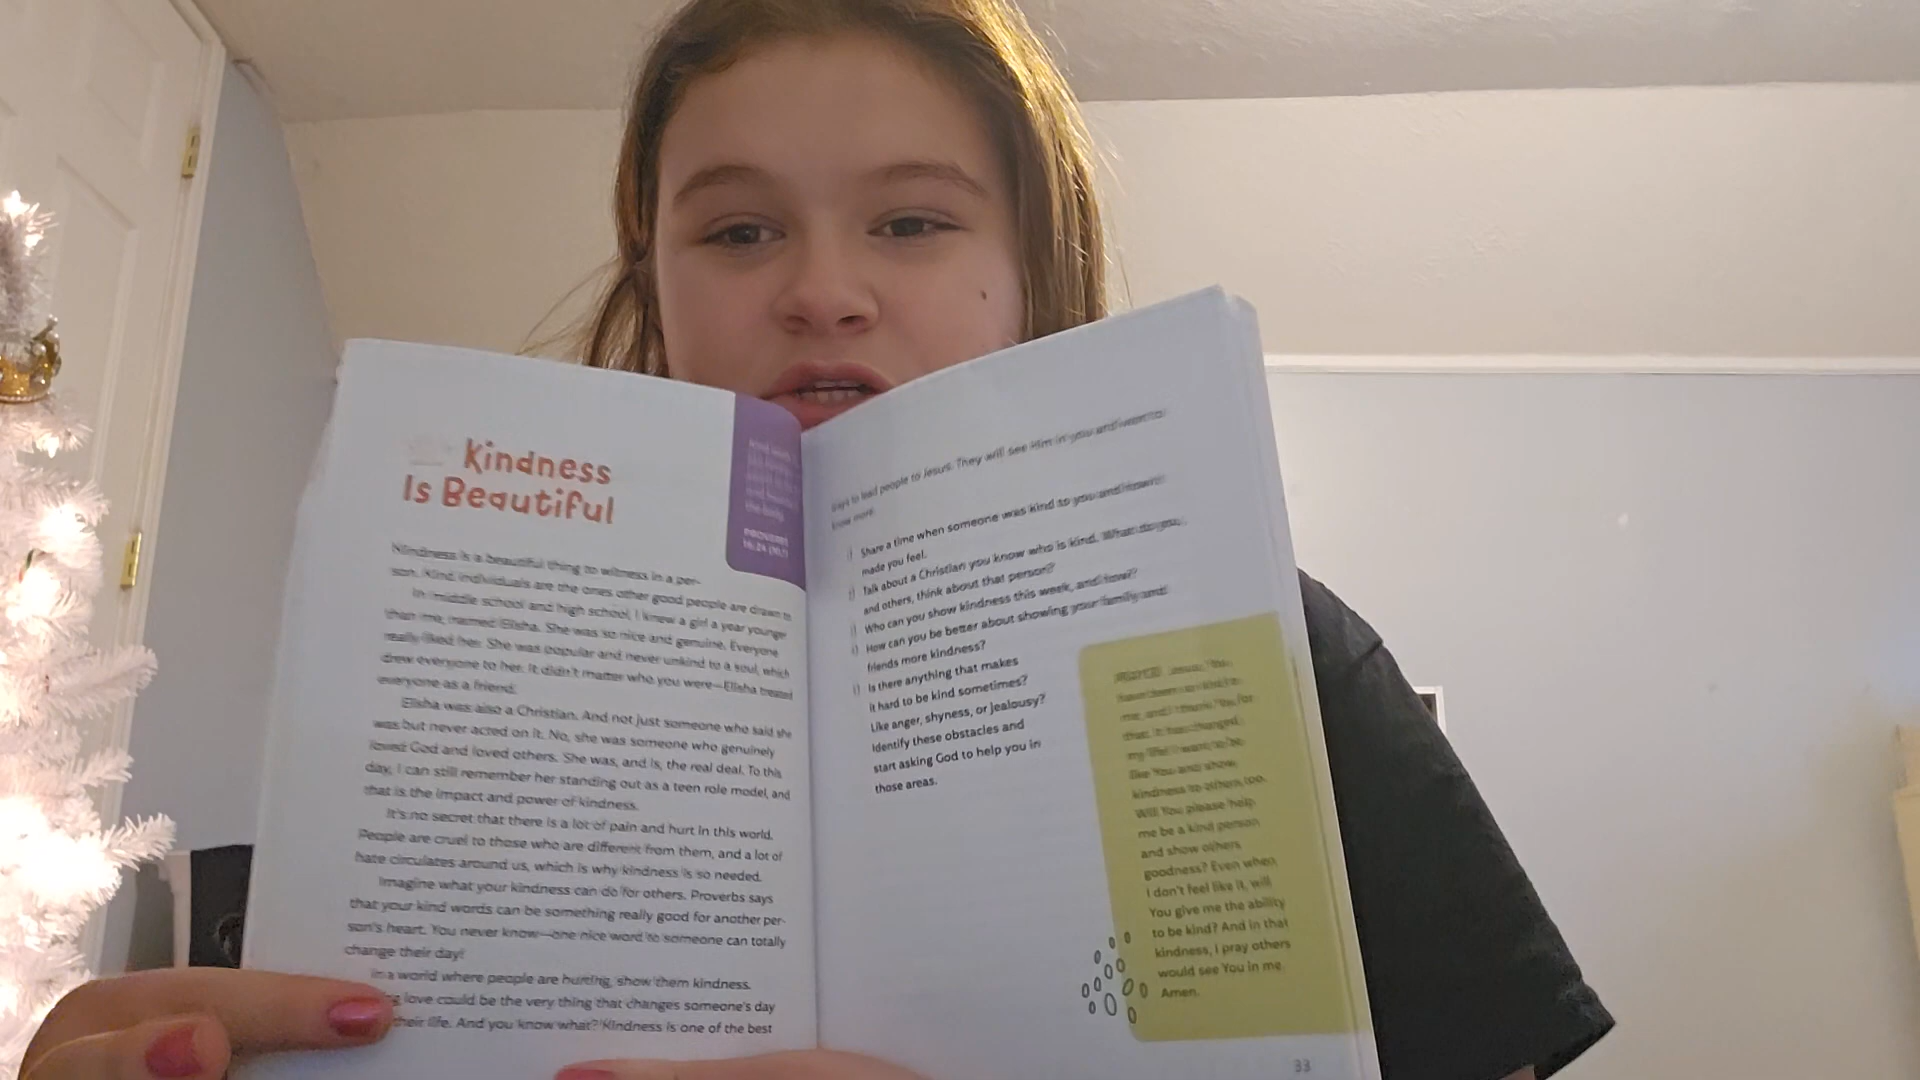 Kindness
Is Beautiful
Kindness is a beautiful thing to witness in a per-
son. Kind individuals are the ones other good people are drawn to
In middle school and high school, I knew a girl a year younger
than me, named Elisha. She was so nice and genuine. Everyone
really liked her. She was popular and never unkind to a soul, which
drew everyone to her. It didn't matter who you were—Elisha treated
everyone as a friend.
Elisha was also a Christian. And not just someone who said she
was but never acted on it. No, she was someone who genuinely
loved God and loved others. She was, and is, the real deal. To this
day, I can still remember her standing out as a teen role model, and
that is the impact and power of kindness.
It's no secret that there is a lot of pain and hurt in this world.
People are cruel to those who are different from them, and a lot of
hate circulates around us, which is why kindness is so needed.
Imagine what your kindness can do for others. Proverbs says
that your kind words can be something really good for another per-
son's heart. You never know—one nice word to someone can totally
change their day!
In a world where people are hurting, show them kindness.
love could be the very thing that changes someone's day
their life. And you know what? Kindness is one of the best
PROVERBS
16:24
ways to lead people to Jesus. They will see Him in you and want to
know more.
Share a time when someone was kind to you and how it
made you feel.
Talk about a Christian you know who is kind. What do you,
and others, think about that person?
Who can you show kindness this week, and how?
How can you be better about showing your family and
friends more kindness?
Is there anything that makes
it hard to be kind sometimes?
Like anger, shyness, or jealousy?
Identify these obstacles and
start asking God to help you in
those areas.
Jesus, You
have been so kind to
me, and I thank You for
that. It has changed
my life! I want to be
like You and show
kindness to others, too.
Will You please help
me be a kind person
and show others
goodness? Even when
I don't feel like it, will
You give me the ability
to be kind? And in that
kindness, I pray others
would see You in me.
Amen.
33